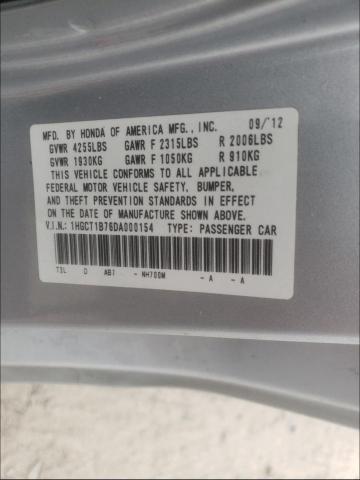 MFD. BY HONDA OF AMERICA MFG., INC. 09/'12
GVWR 4255LBS GAWR F 2315LBS R 2006LBS
GVWR 1930KG GAWR F 1050KG R 910KG
THIS VEHICLE CONFORMS TO ALL APPLICABLE
FEDERAL MOTOR VEHICLE SAFETY, BUMPER,
AND THEFT PREVENTION STANDARDS IN EFFECT
ON THE DATE OF MANUFACTURE SHOWN ABOVE.
V.I.N.: 1HGCT1B76DA000154 TYPE: PASSENGER CAR
T3L D AB1 - NH700M - A - A